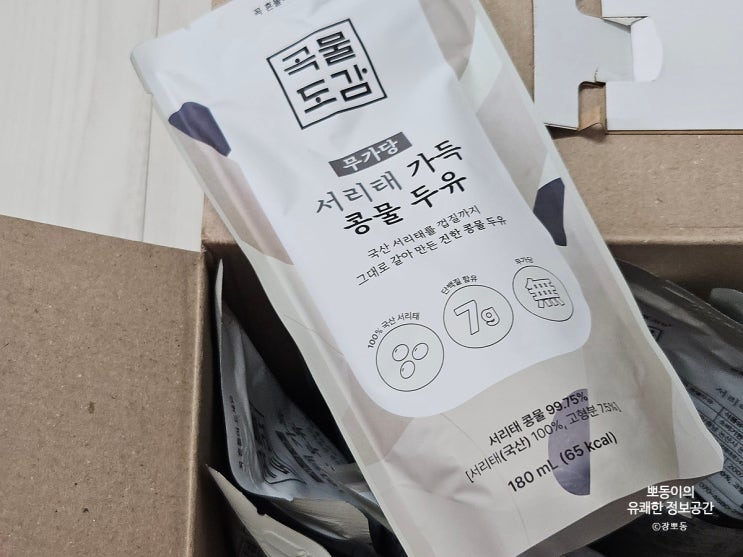 곡물
도감
무가당
서리태 가득
콩물 두유
국산 서리태를 껍질까지
그대로 갈아 만든 진한 콩물 두유
100% 국산 서리태
단백질 함유
7g
무가당
無
서리태 콩물 99.75%
[서리태(국산) 100%, 고형분 7.5%]
180 mL (65 kcal)
뽀동이의
유쾌한 정보공간
ⓒ장뽀동